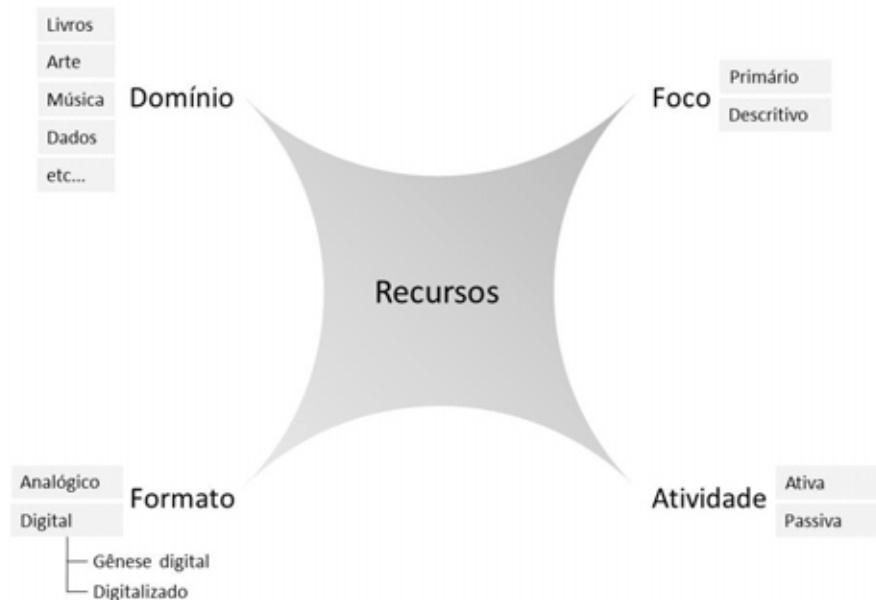 Livros
Arte
Música
Dados
etc...
Domínio
Foco
Primário
Descritivo
Recursos
Analógico
Digital
Gênese digital
Digitalizado
Formato
Atividade
Ativa
Passiva